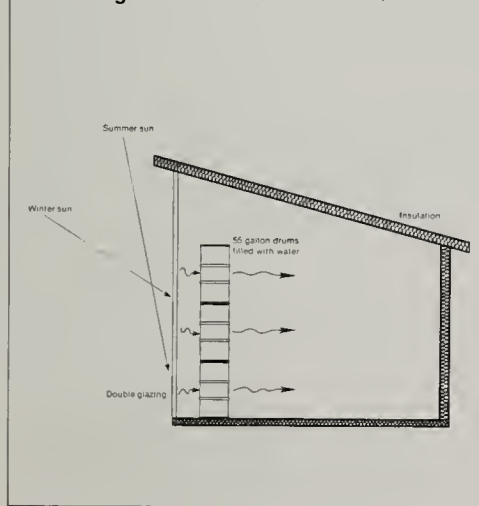 Summer sun
Winter sun
Insulation
55 gallon drums
filled with water
Double glazing